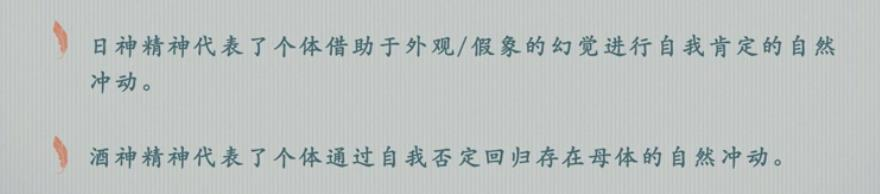 日神精神代表了个体借助于外观/假象的幻觉进行自我肯定的自然
冲动。
酒神精神代表了个体通过自我否定回归存在母体的自然冲动。